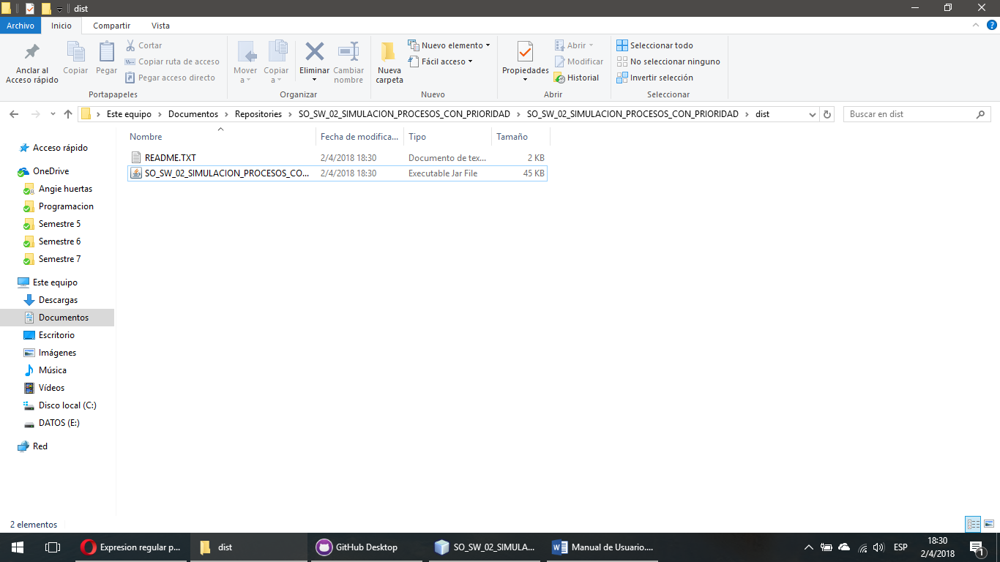 dist
Archivo Inicio Compartir Vista
Anclar al Acceso rápido
Copiar
Pegar
Cortar
Copiar ruta de acceso
Pegar acceso directo
Portapapeles
Mover a
Copiar a
Eliminar
Cambiar nombre
Organizar
Nueva carpeta
Nuevo elemento
Fácil acceso
Nuevo
Propiedades
Abrir
Modificar
Historial
Abrir
Seleccionar todo
No seleccionar ninguno
Invertir selección
Seleccionar
Este equipo > Documentos > Repositories > SO_SW_02_SIMULACION_PROCESOS_CON_PRIORIDAD > SO_SW_02_SIMULACION_PROCESOS_CON_PRIORIDAD > dist
Buscar en dist
Nombre Fecha de modifica... Tipo Tamaño
README.TXT 2/4/2018 18:30 Documento de tex... 2 KB
SO_SW_02_SIMULACION_PROCESOS_CO... 2/4/2018 18:30 Executable Jar File 45 KB
Acceso rápido
OneDrive
Angie huertas
Programacion
Semestre 5
Semestre 6
Semestre 7
Este equipo
Descargas
Documentos
Escritorio
Imágenes
Música
Vídeos
Disco local (C:)
DATOS (E:)
Red
2 elementos
Expresion regular p... dist GitHub Desktop SO_SW_02_SIMULA... Manual de Usuario.... ESP
18:30
2/4/2018
1